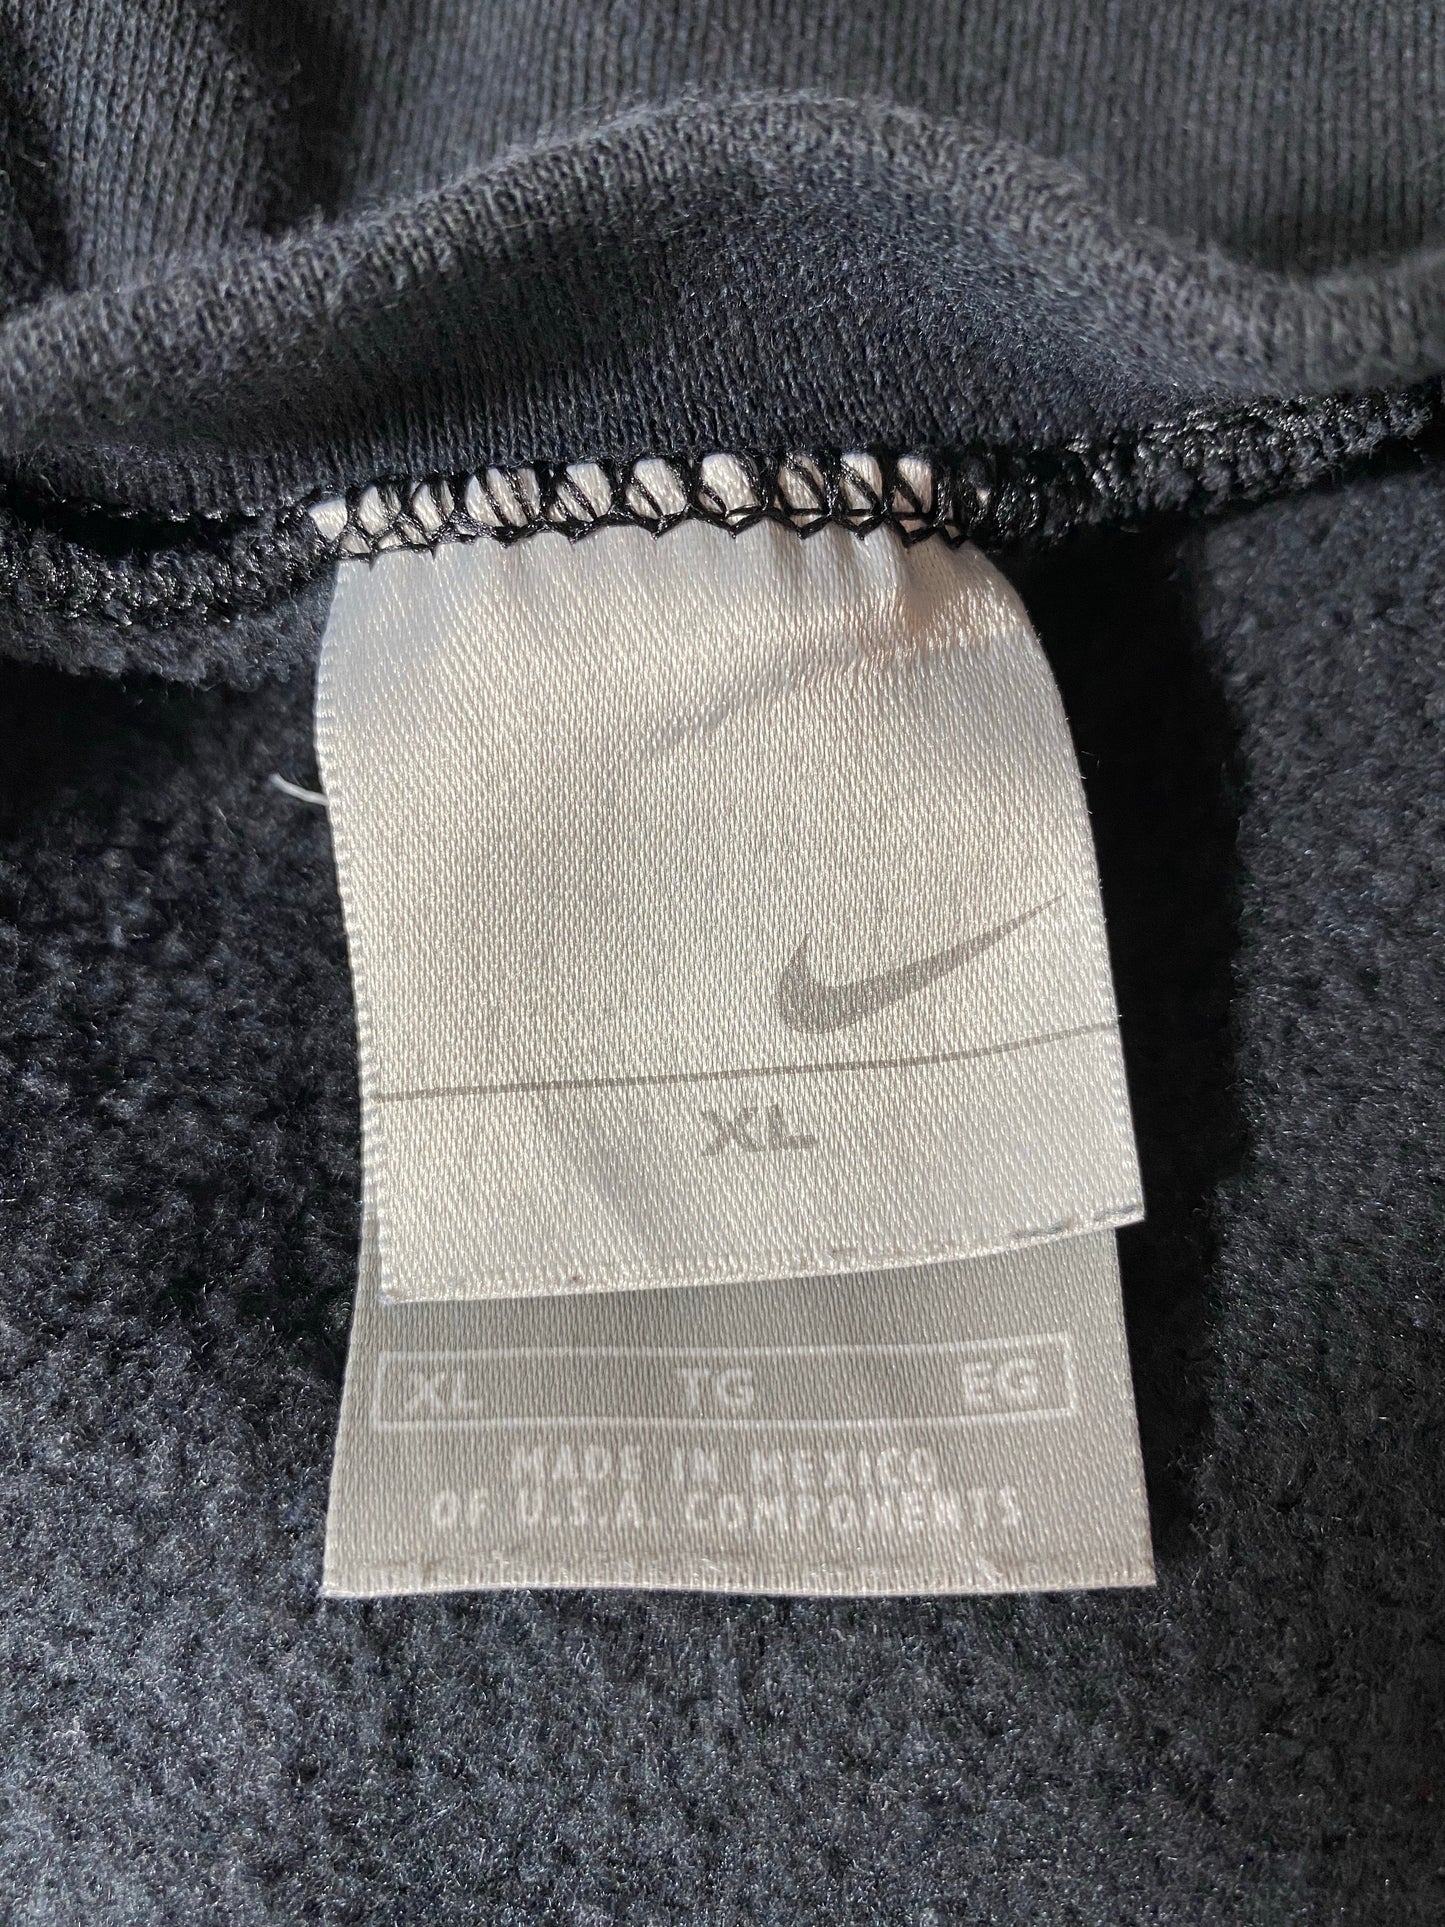 XL
XL TG EG
MADE IN MEXICO
OF U.S.A. COMPONENTS